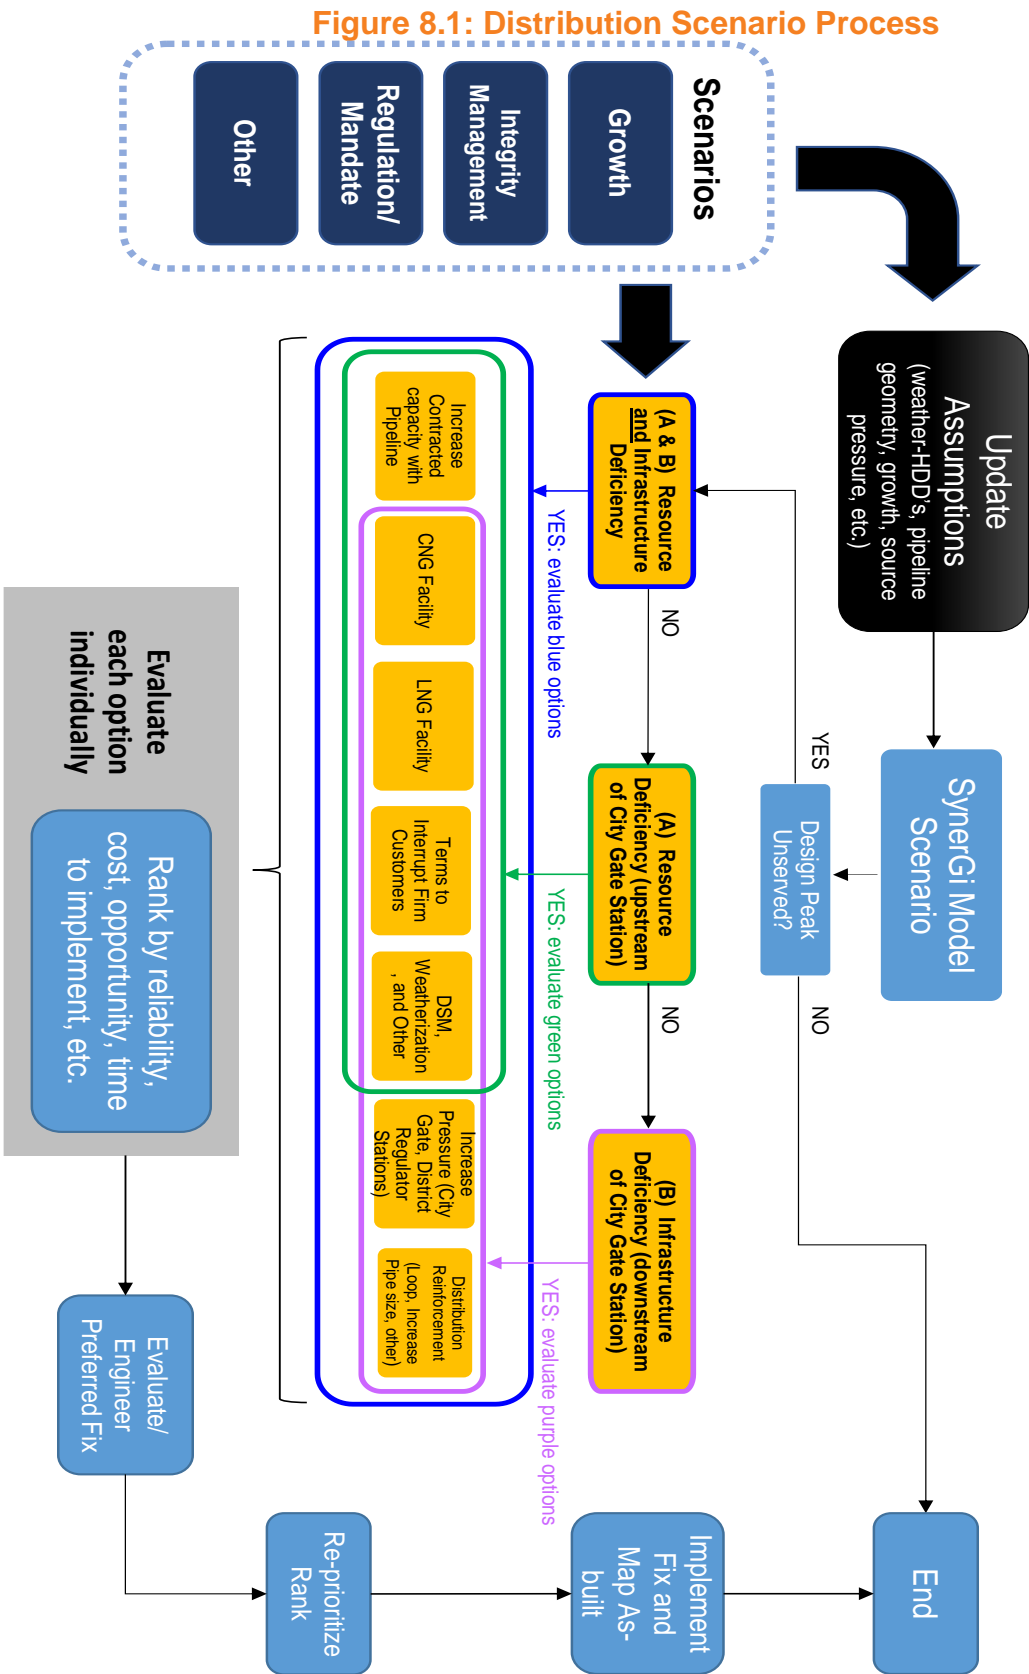 Figure 8.1: Distribution Scenario Process
Scenarios
Growth
Integrity
Management
Regulation/
Mandate
Other
Update
Assumptions
(weather-HDD's, pipeline
geometry, growth, source
pressure, etc.)
SynerGi Model
Scenario
Design Peak
Unserved?
YES
NO
End
(A & B) Resource
and Infrastructure
Deficiency
NO
(A) Resource
Deficiency (upstream
of City Gate Station)
NO
(B) Infrastructure
Deficiency (downstream
of City Gate Station)
YES: evaluate blue options
YES: evaluate green options
YES: evaluate purple options
Increase
Contracted
capacity with
Pipeline
CNG Facility
LNG Facility
Terms to
Interrupt Firm
Customers
DSM,
Weatherization
, and Other
Increase
Pressure (City
Gate, District
Regulator
Stations)
Distribution
Reinforcement
(Loop, Increase
Pipe size, other)
Evaluate
each option
individually
Rank by reliability,
cost, opportunity, time
to implement, etc.
Evaluate/
Engineer
Preferred Fix
Re-prioritize
Rank
Implement
Fix and
Map As-
built